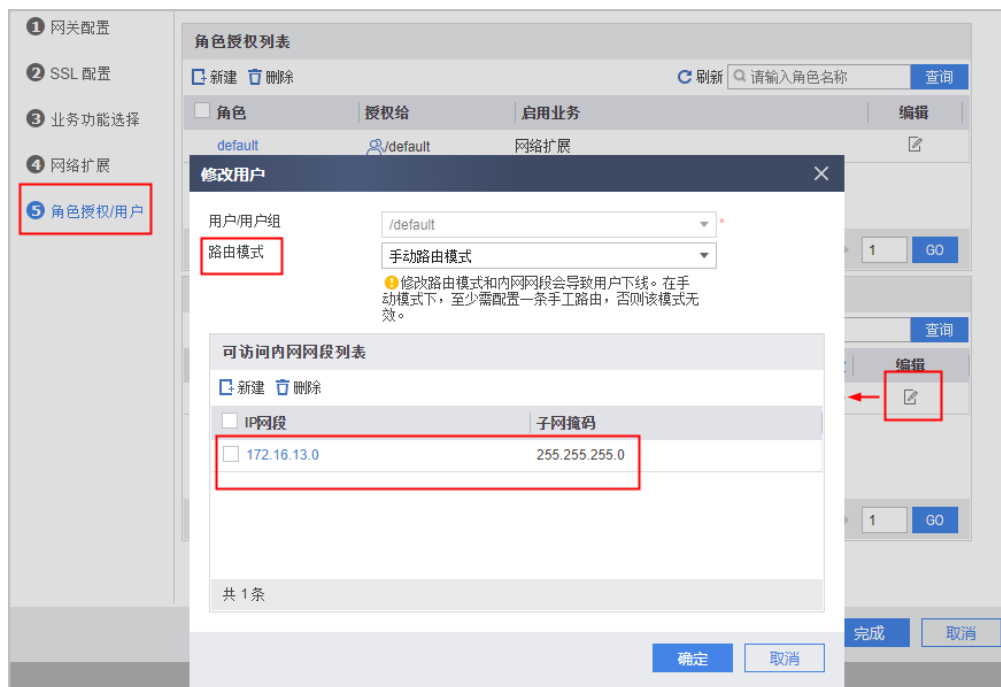 1 网关配置
2 SSL 配置
3 业务功能选择
4 网络扩展
5 角色授权/用户
角色授权列表
新建 删除 刷新 请输入角色名称 查询
角色 授权给 启用业务 编辑
default /default 网络扩展
修改用户
用户/用户组 /default *
路由模式 手动路由模式
修改路由模式和内网网段会导致用户下线。在手
动模式下，至少需配置一条手工路由，否则该模式无
效。
1 GO
可访问内网网段列表
新建 删除
IP网段 子网掩码
172.16.13.0 255.255.255.0
共 1 条
确定 取消
查询
编辑
1 GO
完成 取消